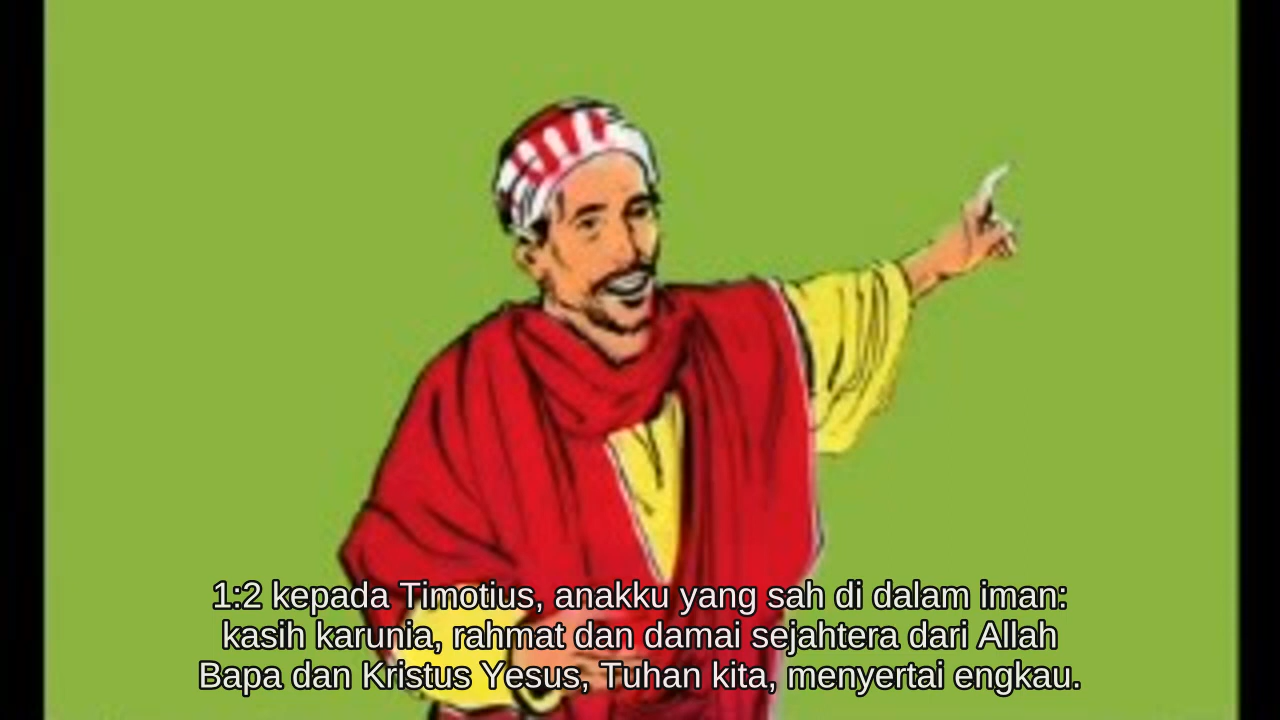 1:2 kepada Timotius, anakku yang sah di dalam iman:
kasih karunia, rahmat dan damai sejahtera dari Allah
Bapa dan Kristus Yesus, Tuhan kita, menyertai engkau.